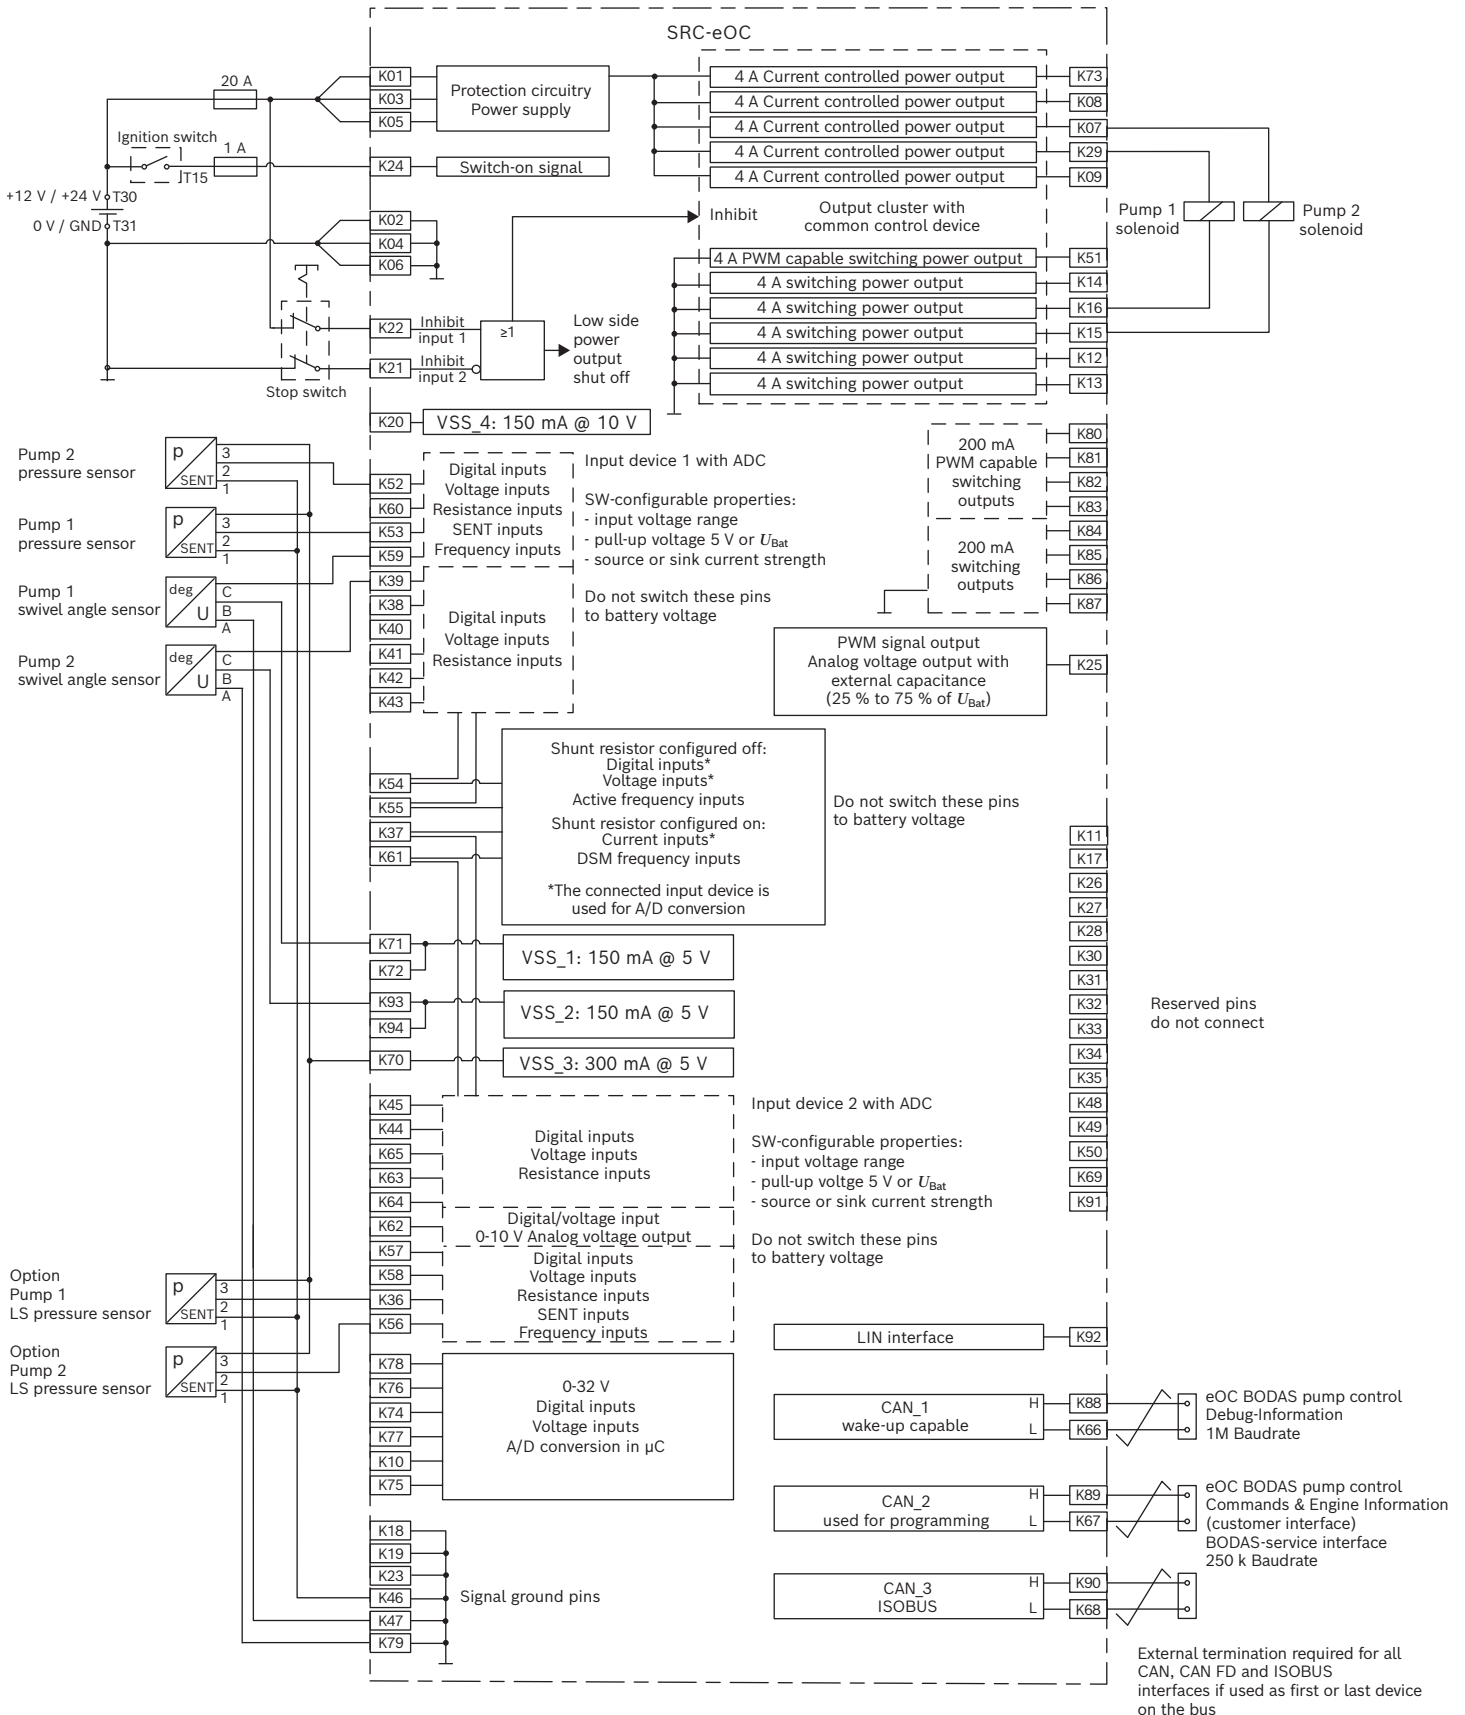 SRC-eOC
20 A
Ignition switch
1 A
T15
+12 V / +24 V
T30
0 V / GND
T31
Stop switch
K01
K03
K05
Protection circuitry
Power supply
K24
Switch-on signal
K02
K04
K06
K22
Inhibit
input 1
K21
Inhibit
input 2
≥1
Low side
power
output
shut off
Inhibit
Output cluster with
common control device
4 A Current controlled power output
K73
4 A Current controlled power output
K08
4 A Current controlled power output
K07
4 A Current controlled power output
K29
4 A Current controlled power output
K09
4 A PWM capable switching power output
K51
4 A switching power output
K14
4 A switching power output
K16
4 A switching power output
K15
4 A switching power output
K12
4 A switching power output
K13
Pump 1
solenoid
Pump 2
solenoid
K20
VSS_4: 150 mA @ 10 V
Pump 2
pressure sensor
p
SENT
3
2
1
Pump 1
pressure sensor
p
SENT
3
2
1
Pump 1
swivel angle sensor
deg
U
C
B
A
Pump 2
swivel angle sensor
deg
U
C
B
A
K52
K60
K53
K59
Digital inputs
Voltage inputs
Resistance inputs
SENT inputs
Frequency inputs
Input device 1 with ADC
SW-configurable properties:
- input voltage range
- pull-up voltage 5 V or UBat
- source or sink current strength
Do not switch these pins
to battery voltage
K39
K38
K40
K41
K42
K43
Digital inputs
Voltage inputs
Resistance inputs
200 mA
PWM capable
switching
outputs
K80
K81
K82
K83
200 mA
switching
outputs
K84
K85
K86
K87
PWM signal output
Analog voltage output with
external capacitance
(25 % to 75 % of UBat)
K25
K54
K55
K37
K61
Shunt resistor configured off:
Digital inputs*
Voltage inputs*
Active frequency inputs
Shunt resistor configured on:
Current inputs*
DSM frequency inputs
*The connected input device is
used for A/D conversion
Do not switch these pins
to battery voltage
K11
K17
K26
K27
K28
K30
K31
K32
K33
K34
K35
K48
K49
K50
K69
K91
Reserved pins
do not connect
K71
K72
VSS_1: 150 mA @ 5 V
K93
K94
VSS_2: 150 mA @ 5 V
K70
VSS_3: 300 mA @ 5 V
K45
K44
K65
K63
K64
Digital inputs
Voltage inputs
Resistance inputs
Input device 2 with ADC
SW-configurable properties:
- input voltage range
- pull-up voltge 5 V or UBat
- source or sink current strength
Do not switch these pins
to battery voltage
K62
Digital/voltage input
0-10 V Analog voltage output
K57
K58
K36
K56
Digital inputs
Voltage inputs
Resistance inputs
SENT inputs
Frequency inputs
Option
Pump 1
LS pressure sensor
p
SENT
3
2
1
Option
Pump 2
LS pressure sensor
p
SENT
3
2
1
K78
K76
K74
K77
K10
K75
0-32 V
Digital inputs
Voltage inputs
A/D conversion in µC
K18
K19
K23
K46
K47
K79
Signal ground pins
LIN interface
K92
CAN_1
wake-up capable
H
L
K88
K66
eOC BODAS pump control
Debug-Information
1M Baudrate
CAN_2
used for programming
H
L
K89
K67
eOC BODAS pump control
Commands & Engine Information
(customer interface)
BODAS-service interface
250 k Baudrate
CAN_3
ISOBUS
H
L
K90
K68
External termination required for all
CAN, CAN FD and ISOBUS
interfaces if used as first or last device
on the bus